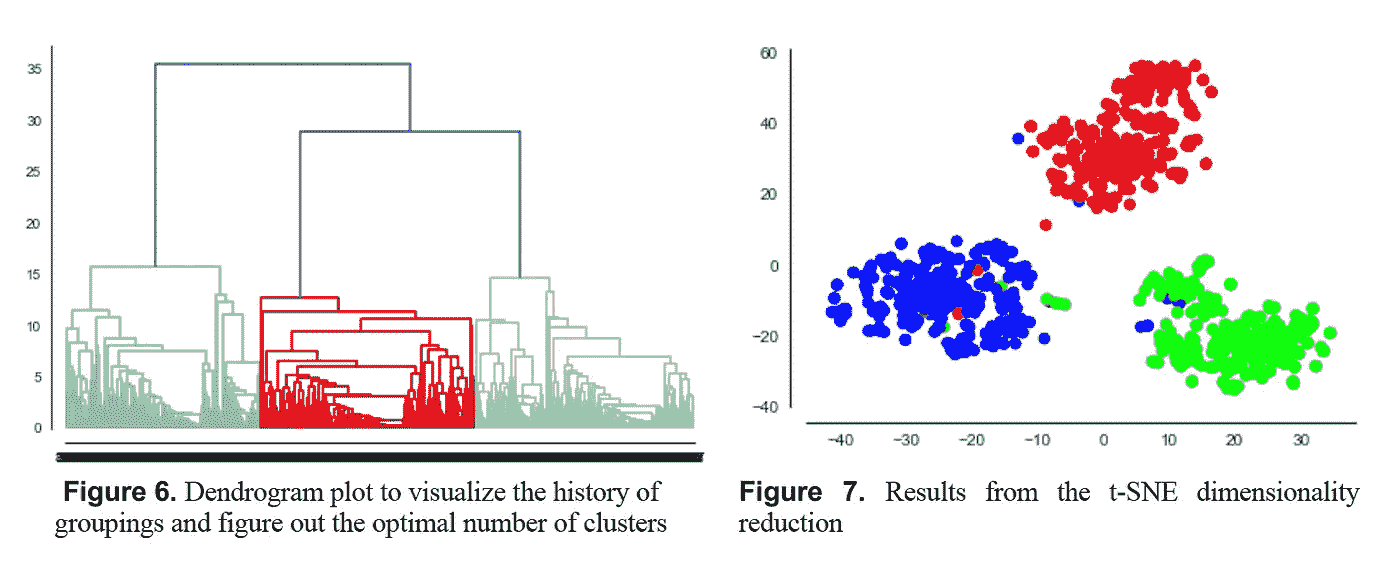 35
30
25
20
15
10
5
0
Figure 6. Dendrogram plot to visualize the history of
groupings and figure out the optimal number of clusters
60
40
20
0
−20
−40
−40 −30 −20 −10 0 10 20 30
Figure 7. Results from the t-SNE dimensionality
reduction